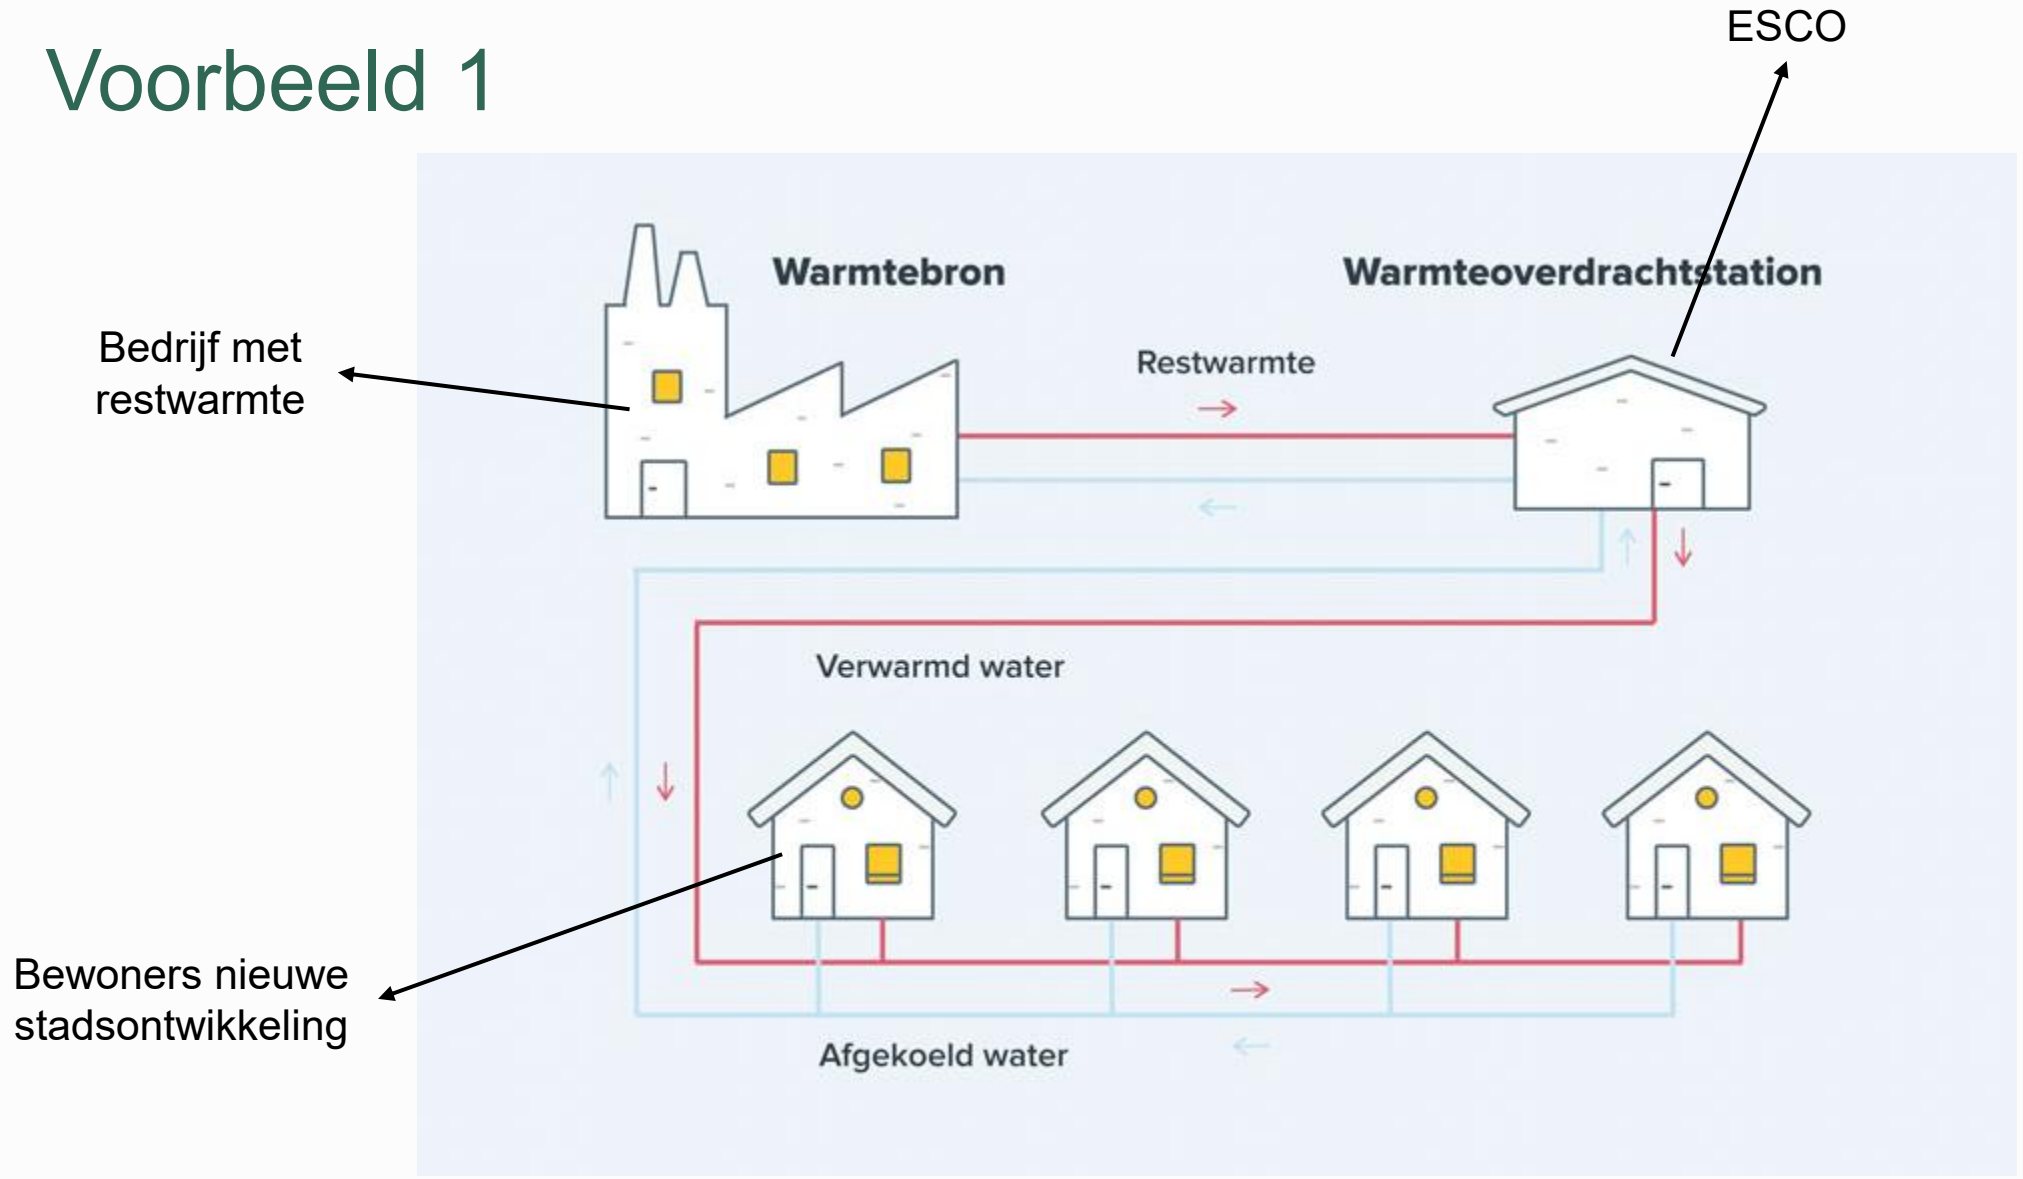 ESCO
Voorbeeld 1
Warmtebron
Warmteoverdrachtstation
Bedrijf met
restwarmte
Restwarmte
Verwarmd water
Bewoners nieuwe
stadsontwikkeling
Afgekoeld water